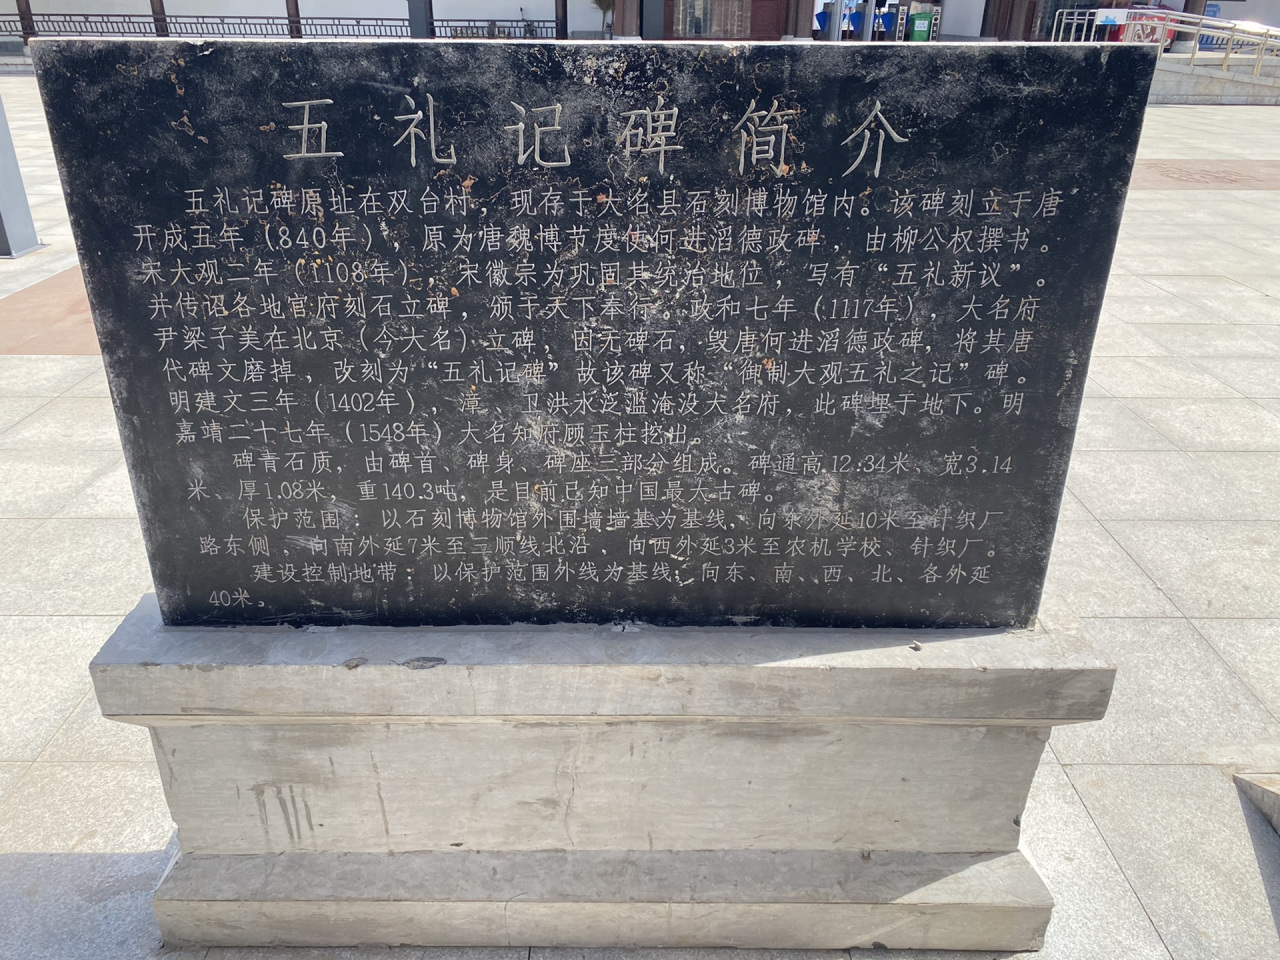 五礼记碑简介
五礼记碑原址在双台村，现存于大名县石刻博物馆内。该碑刻立于唐
开成五年（840年），原为唐魏博节度使何进滔德政碑，由柳公权撰书。
宋大观二年（1108年），宋徽宗为巩固其统治地位，写有“五礼新议”。
并传诏各地官府刻石立碑，颁于天下奉行。政和七年（1117年），大名府
尹梁子美在北京（今大名）立碑，因无碑石，毁唐何进滔德政碑，将其唐
代碑文磨掉，改刻为“五礼记碑”故该碑又称“御制大观五礼之记”碑。
明建文三年（1402年），漳、卫洪水泛滥淹没大名府，此碑埋于地下。明
嘉靖二十七年（1548年）大名知府顾玉柱挖出。
碑青石质，由碑首、碑身、碑座三部分组成。碑通高12.34米、宽3.14
米、厚1.08米，重140.3吨，是目前已知中国最大古碑。
保护范围：以石刻博物馆外围墙墙基为基线，向东外延10米至针织厂
路东侧，向南外延7米至三顺线北沿，向西外延3米至农机学校、针织厂。
建设控制地带：以保护范围外线为基线；向东、南、西、北、各外延
40米。